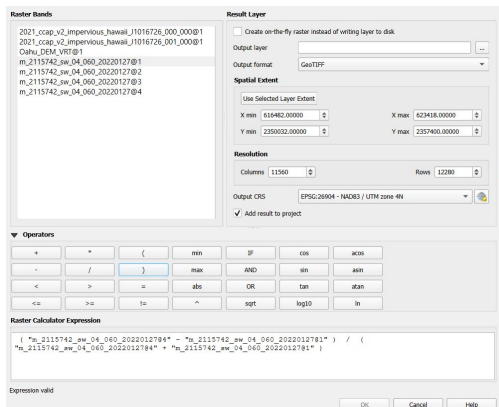 Raster Bands
2021_ccap_v2_impervious_hawaii_J1016726_000_000@1
2021_ccap_v2_impervious_hawaii_J1016726_001_000@1
Oahu_DEM_VRT@1
m_2115742_sw_04_060_20220127@1
m_2115742_sw_04_060_20220127@2
m_2115742_sw_04_060_20220127@3
m_2115742_sw_04_060_20220127@4
Result Layer
Create on-the-fly raster instead of writing layer to disk
Output layer ...
Output format GeoTIFF
Spatial Extent
Use Selected Layer Extent
X min 616482.00000 X max 623418.00000
Y min 2350032.00000 Y max 2357400.00000
Resolution
Columns 11560 Rows 12280
Output CRS EPSG:26904 - NAD83 / UTM zone 4N
Add result to project
Operators
+ * ( min IF cos acos
- / ) max AND sin asin
< > = abs OR tan atan
<= >= != ^ sqrt log10 ln
Raster Calculator Expression
( "m_2115742_sw_04_060_20220127@4" - "m_2115742_sw_04_060_20220127@1" ) / (
"m_2115742_sw_04_060_20220127@4" + "m_2115742_sw_04_060_20220127@1" )
Expression valid
OK Cancel Help